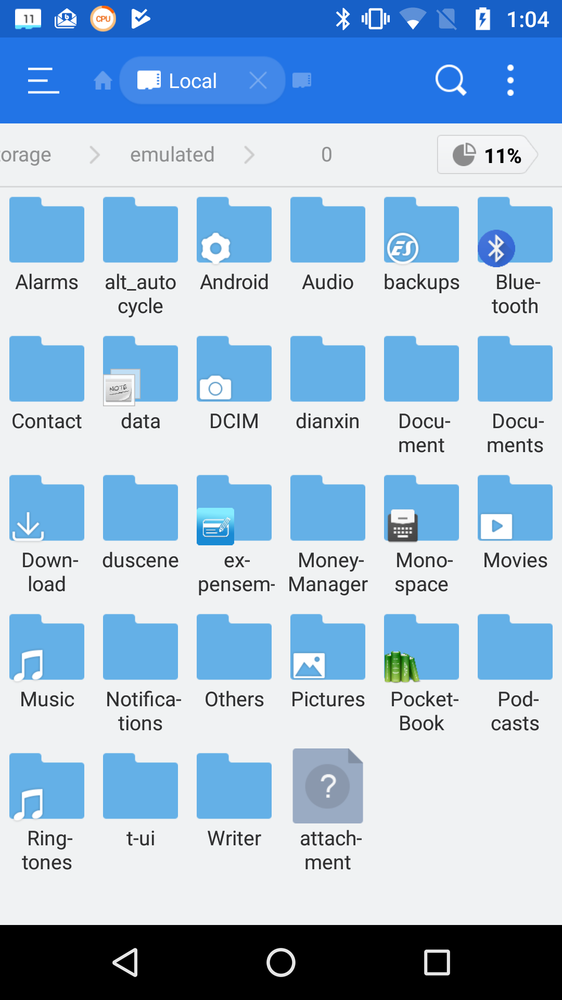 11 CPU 1:04
Local
orage emulated 0 11%
Alarms alt_auto Android Audio backups Blue-
cycle tooth
NOTE
Contact data DCIM dianxin Docu- Docu-
ment ments
Down- duscene ex- Money- Mono- Movies
load pensem- Manager space
Music Notifica- Others Pictures Pocket- Pod-
tions Book casts
?
Ring- t-ui Writer attach-
tones ment